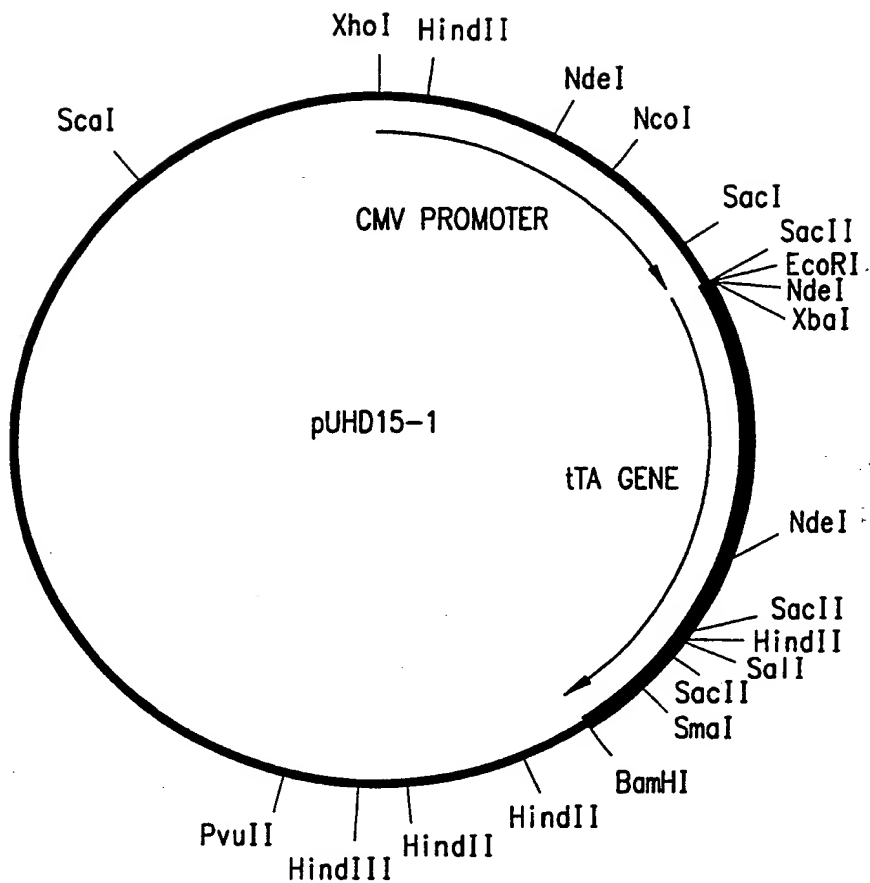 XhoI
HindII
NdeI
NcoI
ScaI
SacI
CMV PROMOTER
SacII
EcoRI
NdeI
XbaI
pUHD15-1
tTA GENE
NdeI
SacII
HindII
SalI
SacII
SmaI
BamHI
HindII
PvuII
HindII
HindIII